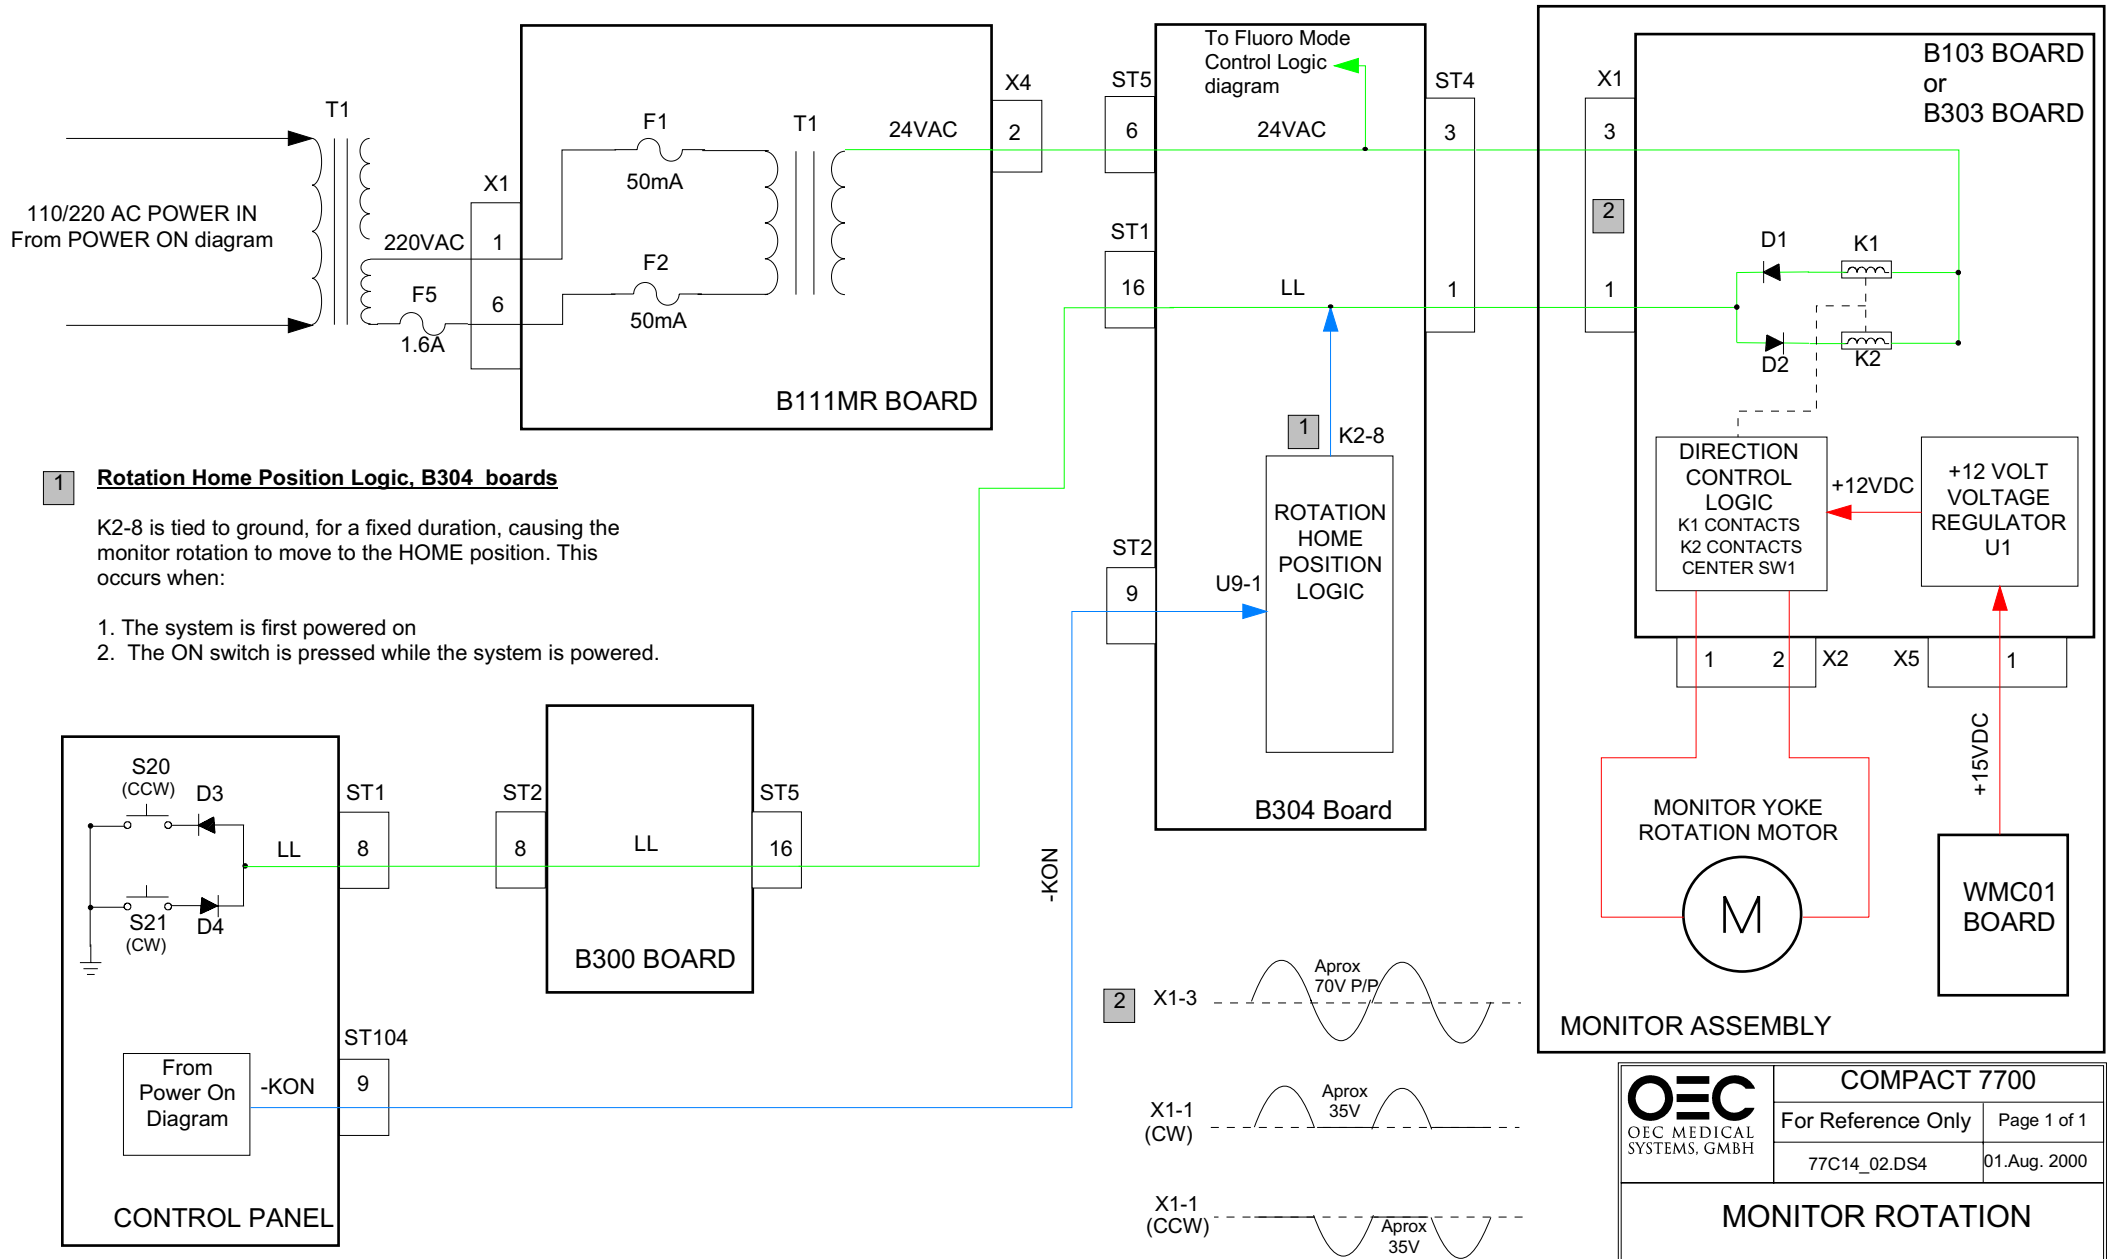 To Fluoro Mode
Control Logic
diagram
B103 BOARD
or
B303 BOARD
T1
110/220 AC POWER IN
From POWER ON diagram
220VAC
F5
1.6A
X1
1
6
F1
50mA
F2
50mA
T1
24VAC
X4
2
B111MR BOARD
ST5
6
24VAC
ST4
3
X1
3
2
ST1
16
LL
1
1
D1
K1
D2
K2
1
K2-8
ROTATION
HOME
POSITION
LOGIC
ST2
9
U9-1
B304 Board
DIRECTION
CONTROL
LOGIC
K1 CONTACTS
K2 CONTACTS
CENTER SW1
+12VDC
+12 VOLT
VOLTAGE
REGULATOR
U1
1
2
X2
X5
1
+15VDC
MONITOR YOKE
ROTATION MOTOR
M
WMC01
BOARD
MONITOR ASSEMBLY
1
Rotation Home Position Logic, B304 boards
K2-8 is tied to ground, for a fixed duration, causing the
monitor rotation to move to the HOME position. This
occurs when:
1. The system is first powered on
2. The ON switch is pressed while the system is powered.
S20
(CCW)
D3
LL
S21
(CW)
D4
ST1
8
ST2
8
LL
ST5
16
B300 BOARD
-KON
ST104
9
From
Power On
Diagram
-KON
CONTROL PANEL
2
X1-3
Aprox
70V P/P
X1-1
(CW)
Aprox
35V
X1-1
(CCW)
Aprox
35V
OEC
OEC MEDICAL
SYSTEMS, GMBH
COMPACT 7700
For Reference Only
Page 1 of 1
77C14_02.DS4
01.Aug. 2000
MONITOR ROTATION